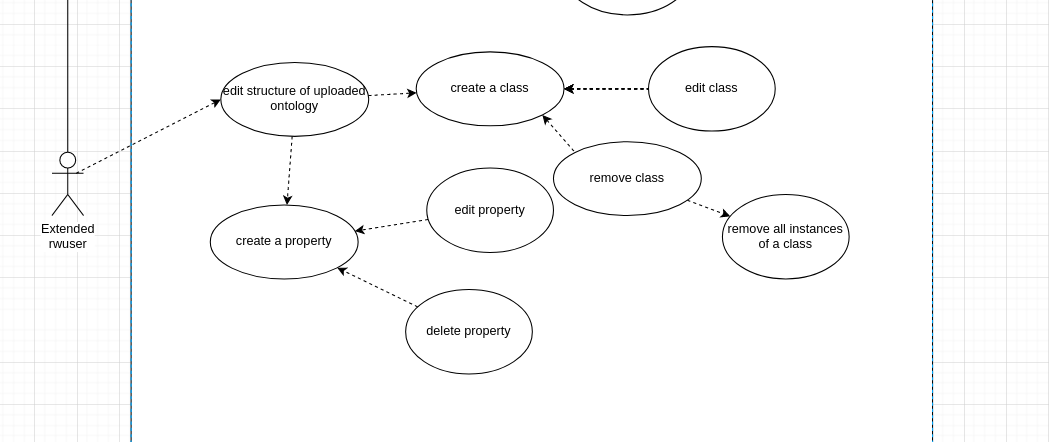 edit structure of uploaded
ontology
create a class
edit class
remove class
edit property
remove all instances
of a class
create a property
delete property
Extended
rwuser